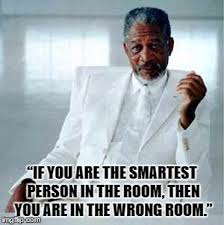 “IF YOU ARE THE SMARTEST
PERSON IN THE ROOM, THEN
YOU ARE IN THE WRONG ROOM.”
imgflip.com